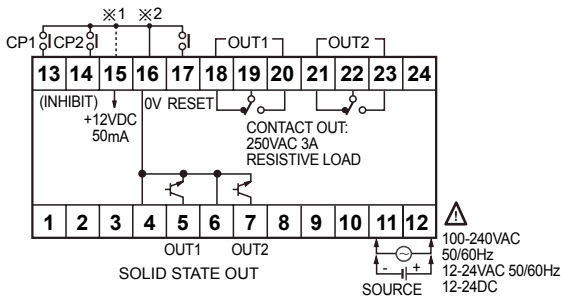 ※1 ※2
CP1 CP2 OUT1 OUT2
13 14 15 16 17 18 19 20 21 22 23 24
(INHIBIT) 0V RESET
+12VDC
50mA
CONTACT OUT:
250VAC 3A
RESISTIVE LOAD
1 2 3 4 5 6 7 8 9 10 11 12
OUT1 OUT2
SOLID STATE OUT
100-240VAC
50/60Hz
- +
12-24VAC 50/60Hz
SOURCE 12-24DC